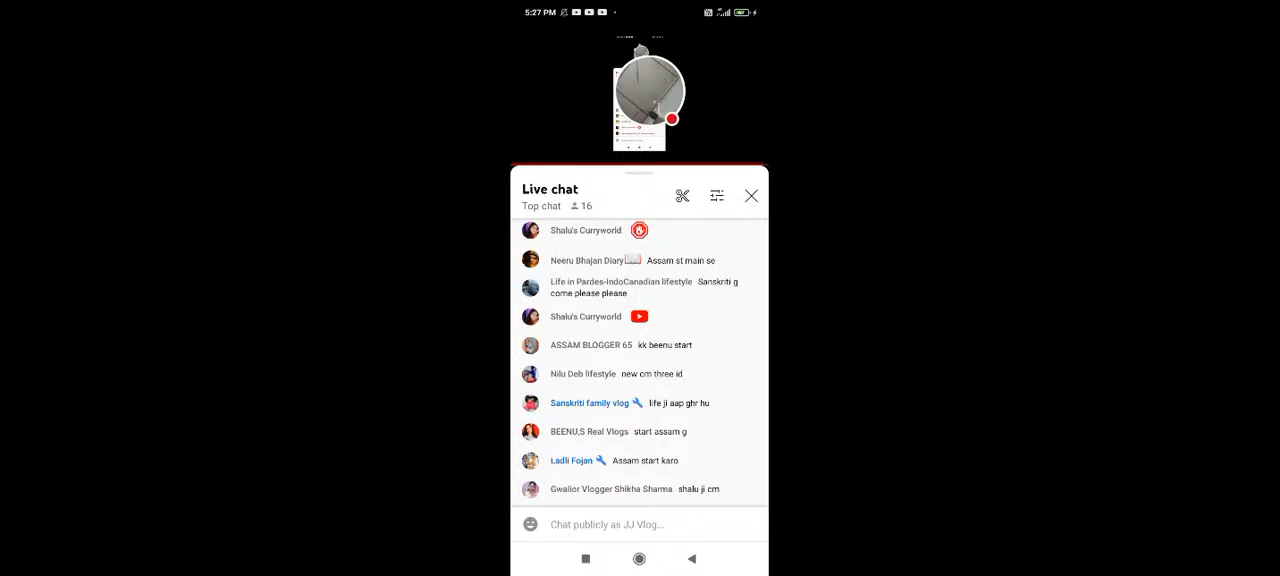 5:27 PM
Live chat
Top chat 16
Shalu's Curryworld
Neeru Bhajan Diary Assam st main se
Life in Pardes-IndoCanadian lifestyle Sanskriti g
come please please
Shalu's Curryworld
ASSAM BLOGGER 65 kk beenu start
Nilu Deb lifestyle new cm three id
Sanskriti family vlog life ji aap ghr hu
BEENU,S Real Vlogs start assam g
Ladli Fojan Assam start karo
Gwalior Vlogger Shikha Sharma shalu ji cm
Chat publicly as JJ Vlog...